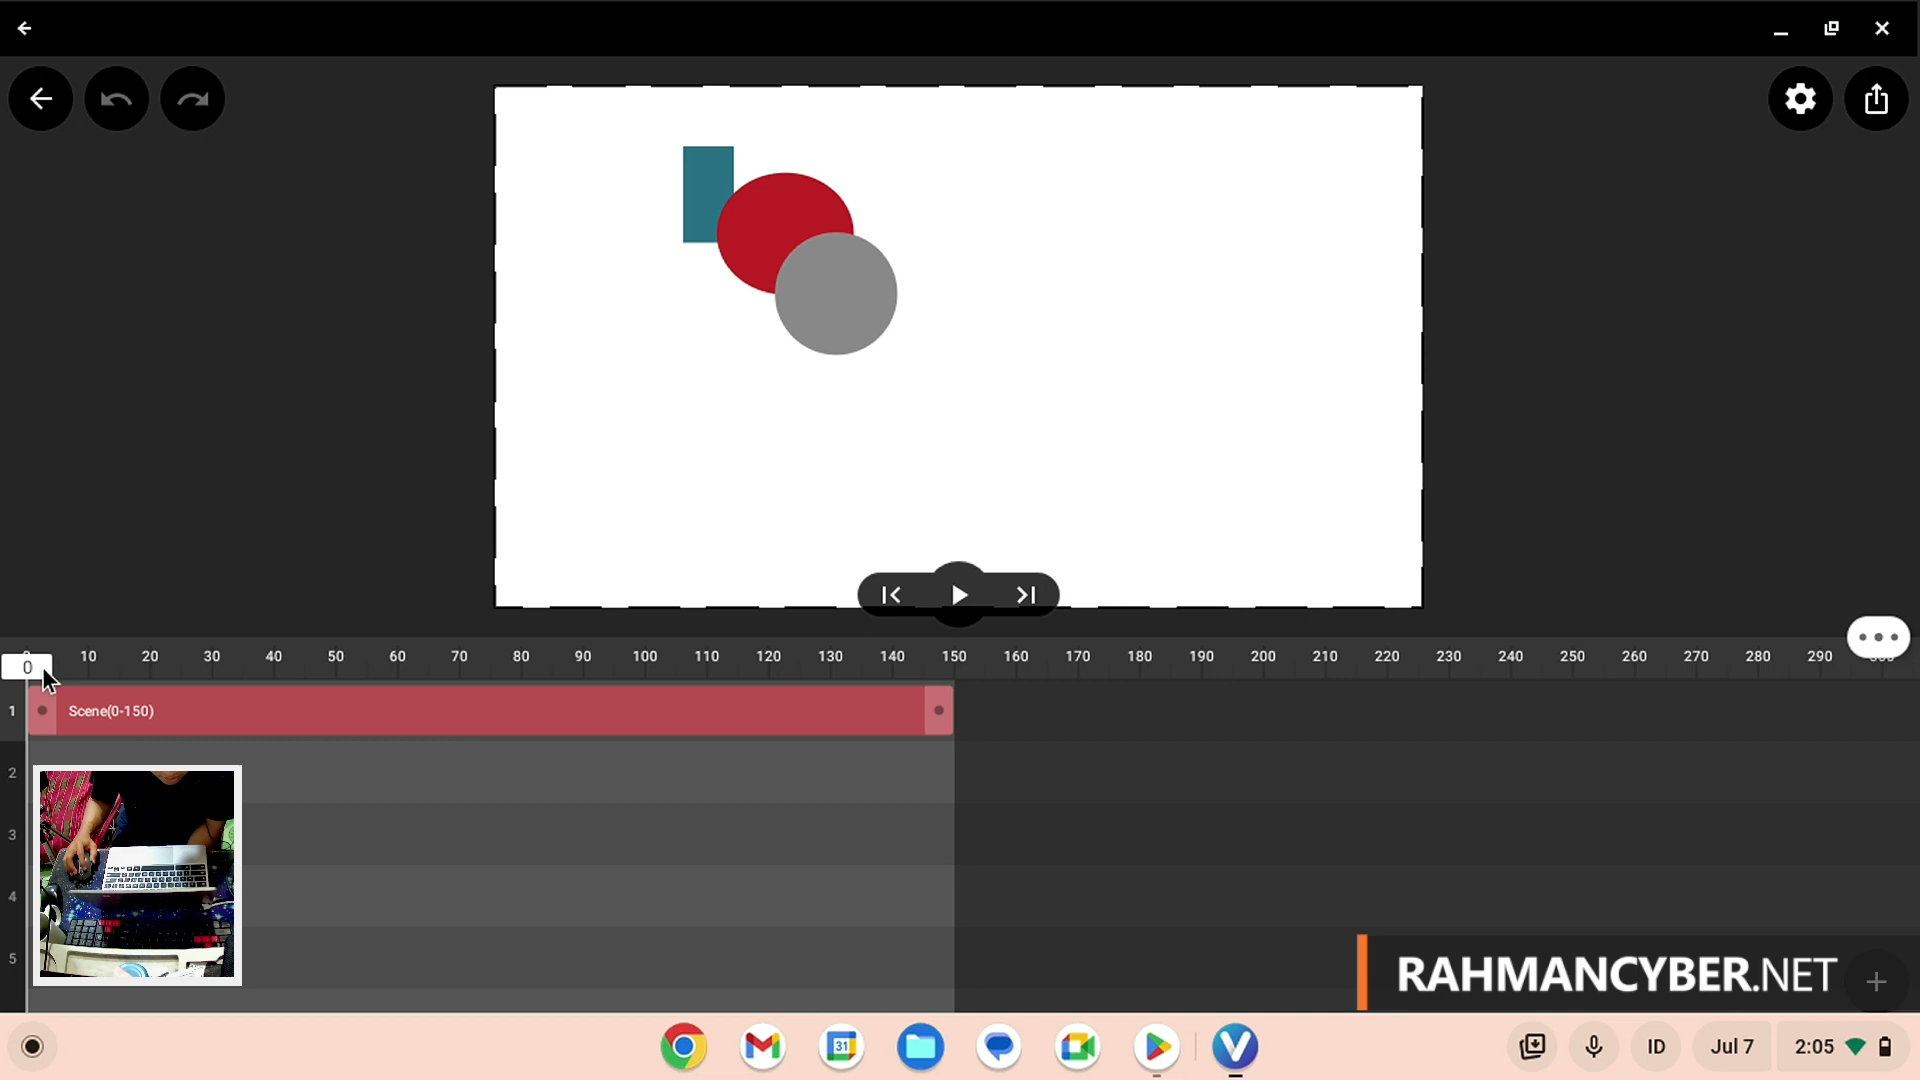 0 10 20 30 40 50 60 70 80 90 100 110 120 130 140 150 160 170 180 190 200 210 220 230 240 250 260 270 280 290 300
1 Scene(0-150)
2
3
4
5
RAHMANCYBER.NET
31
ID Jul 7 2:05